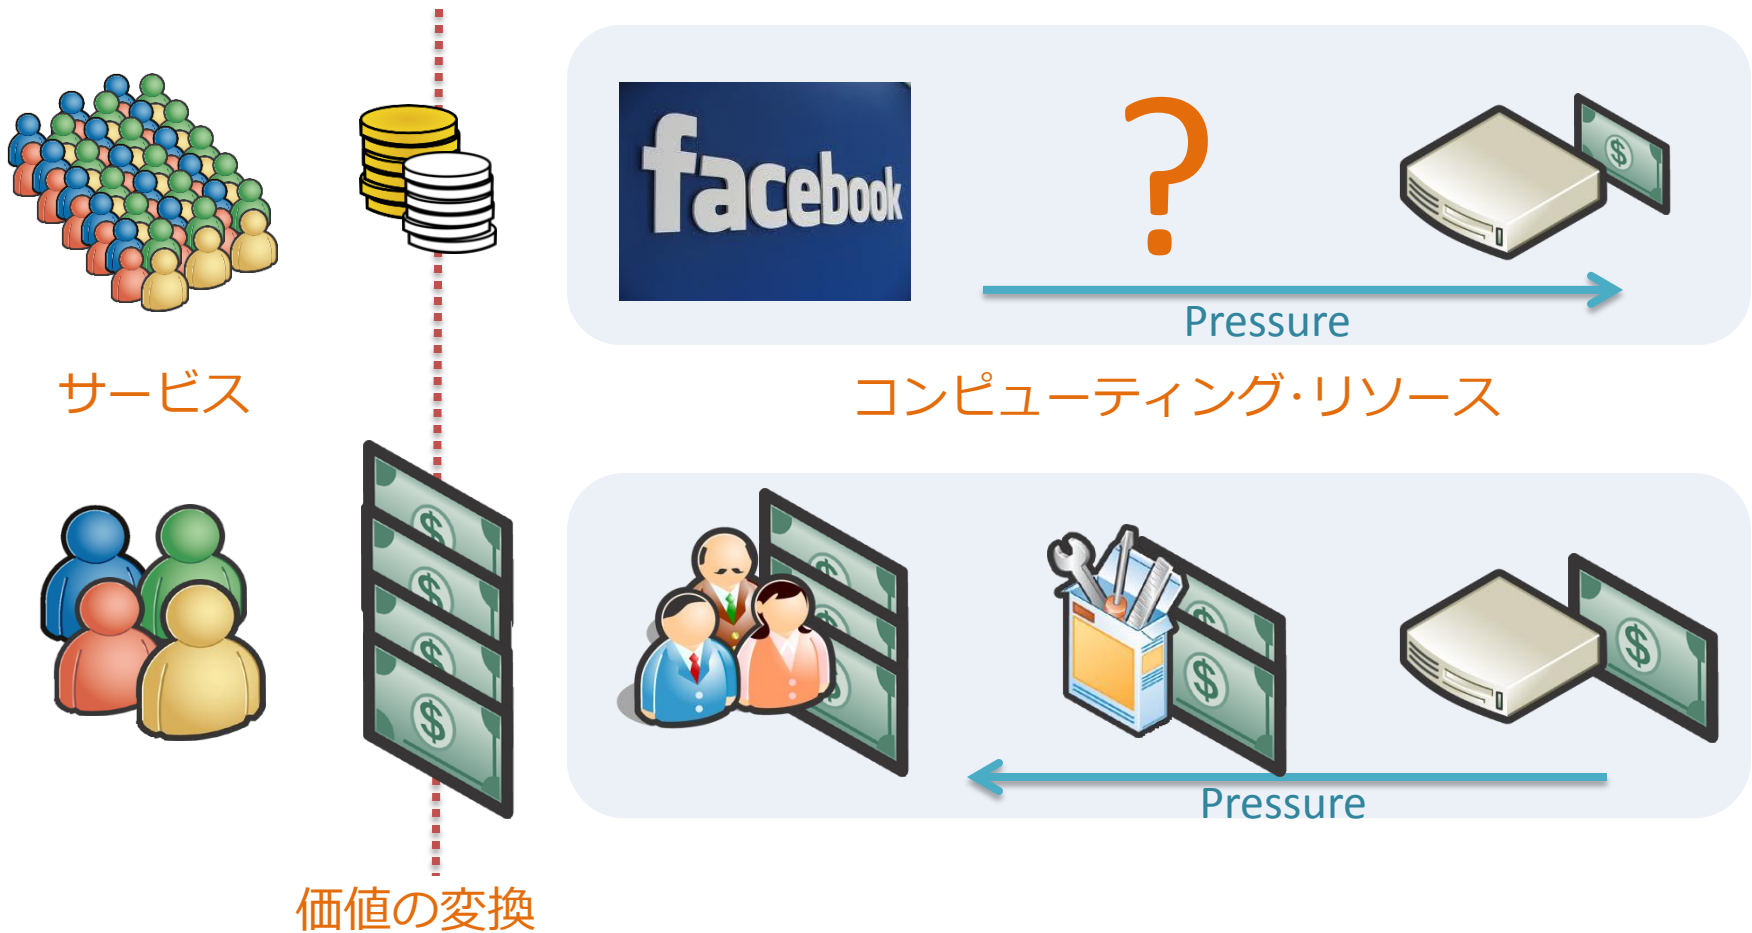 facebook
?
Pressure
サービス
コンピューティング･リソース
Pressure
価値の変換